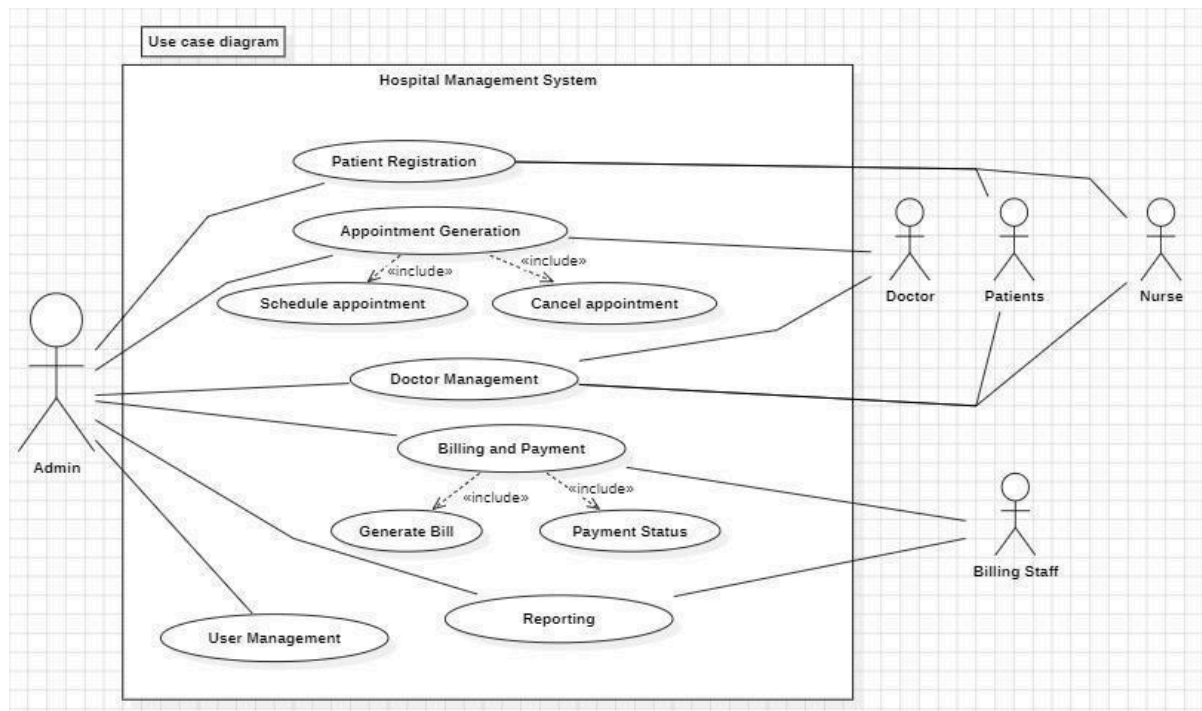 Use case diagram
Hospital Management System
Patient Registration
Appointment Generation
«include»
«include»
Schedule appointment
Cancel appointment
Doctor
Patients
Nurse
Doctor Management
Billing and Payment
Admin
«include»
«include»
Generate Bill
Payment Status
Billing Staff
Reporting
User Management